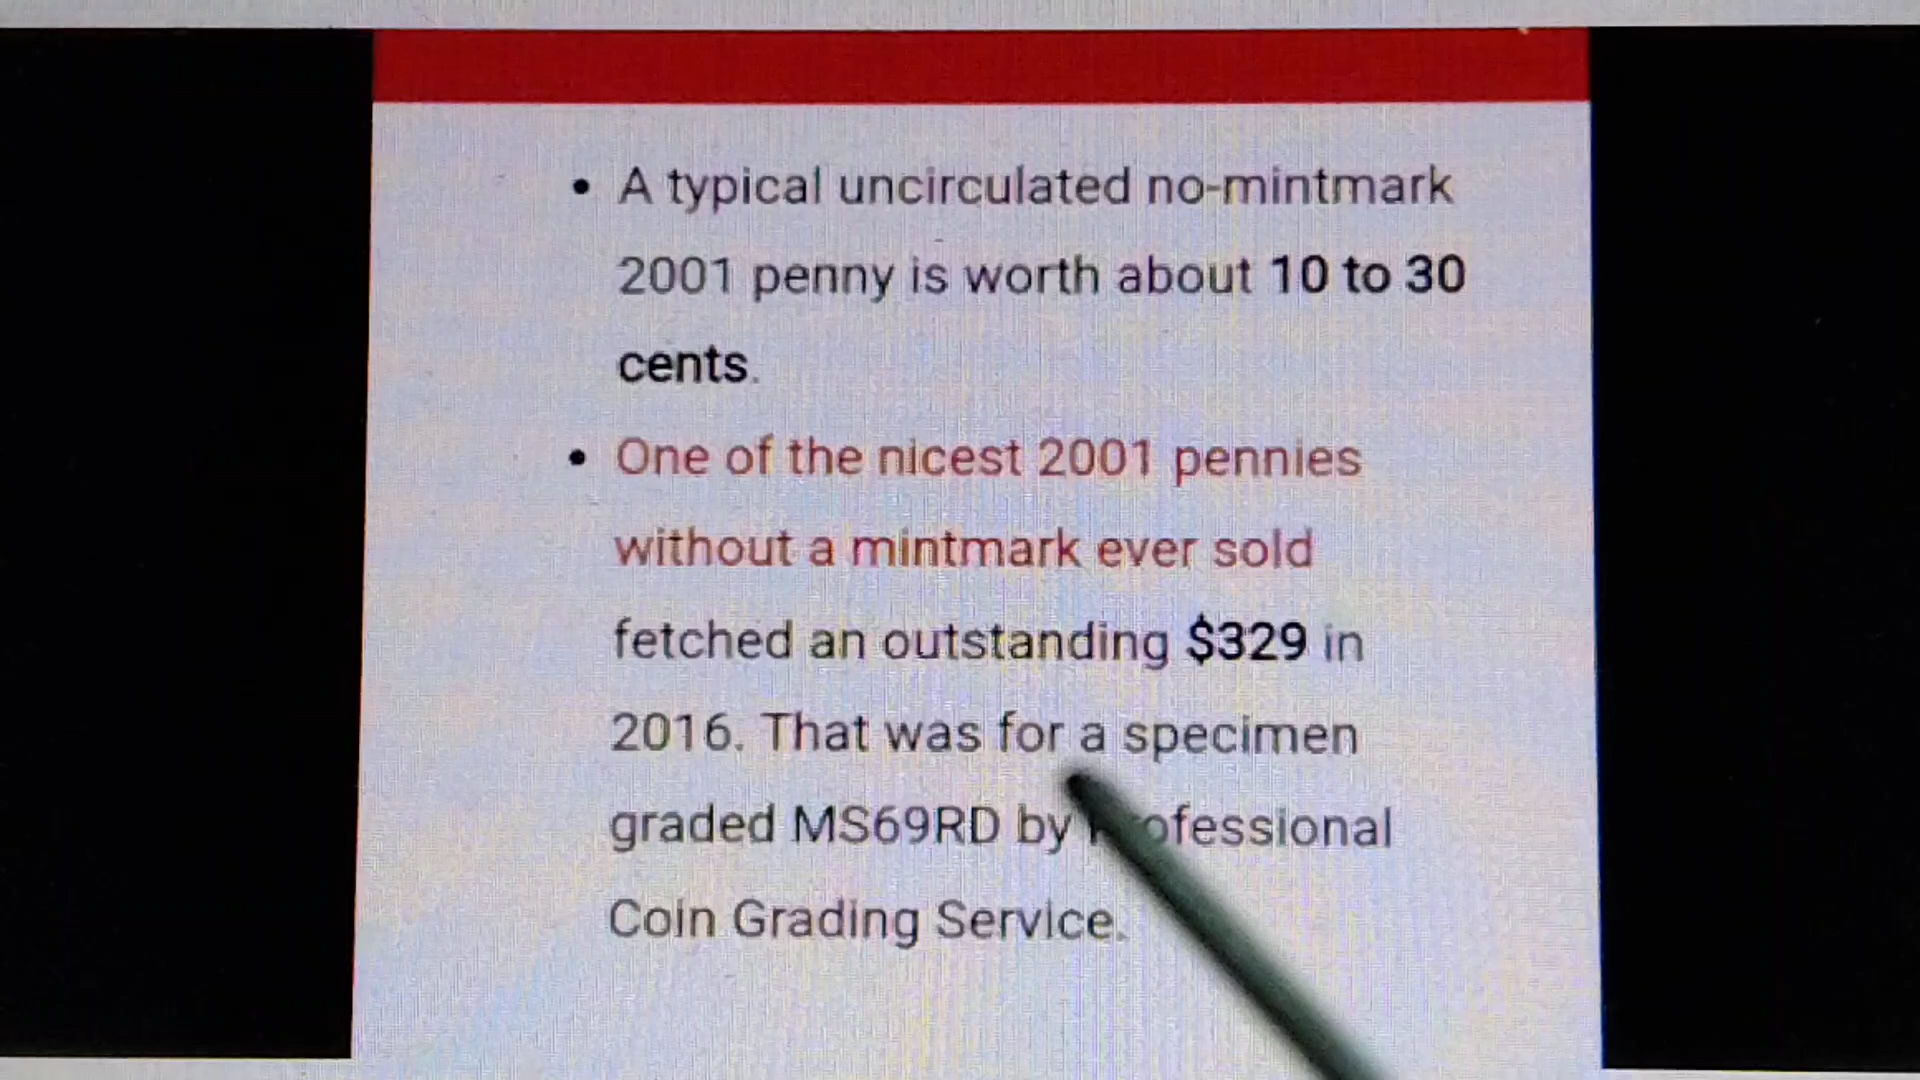 • A typical uncirculated no-mintmark
2001 penny is worth about 10 to 30
cents.
• One of the nicest 2001 pennies
without a mintmark ever sold
fetched an outstanding $329 in
2016. That was for a specimen
graded MS69RD by Professional
Coin Grading Service.